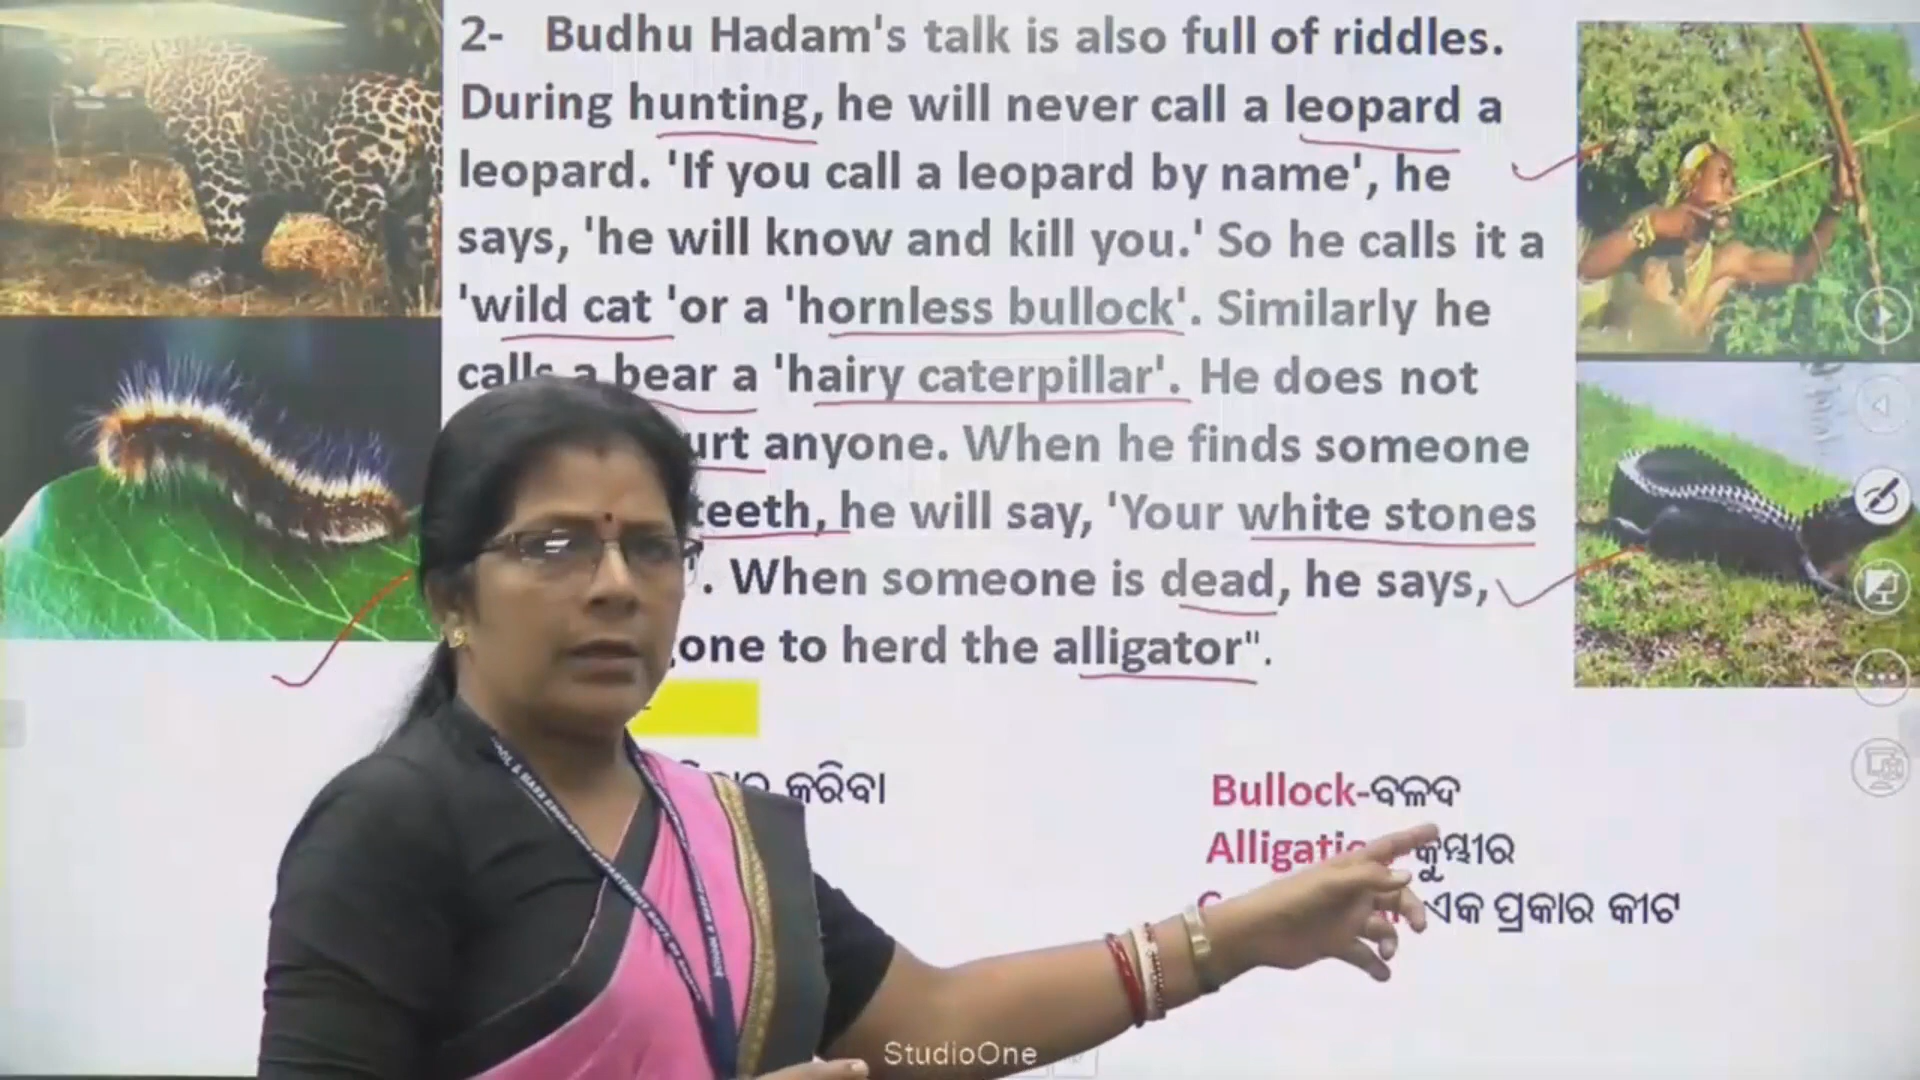 2- Budhu Hadam's talk is also full of riddles.
During hunting, he will never call a leopard a
leopard. 'If you call a leopard by name', he
says, 'he will know and kill you.' So he calls it a
'wild cat 'or a 'hornless bullock'. Similarly he
calls a bear a 'hairy caterpillar'. He does not
anyone. When he finds someone
teeth, he will say, 'Your white stones
'. When someone is dead, he says,
gone to herd the alligator".
କରିବା
Bullock-ବଳଦ
କୁମ୍ଭୀର
ଏକ ପ୍ରକାର କୀଟ
StudioOne